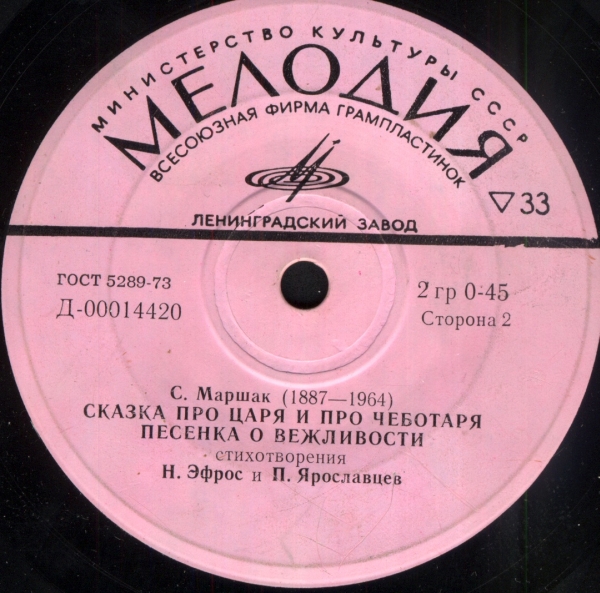 МИНИСТЕРСТВО КУЛЬТУРЫ СССР
МЕЛОДИЯ
ВСЕСОЮЗНАЯ ФИРМА ГРАМПЛАСТИНОК
▽ 33
ЛЕНИНГРАДСКИЙ ЗАВОД
ГОСТ 5289-73
Д-00014420
2 гр 0-45
Сторона 2
С. Маршак (1887—1964)
СКАЗКА ПРО ЦАРЯ И ПРО ЧЕБОТАРЯ
ПЕСЕНКА О ВЕЖЛИВОСТИ
стихотворения
Н. Эфрос и П. Ярославцев